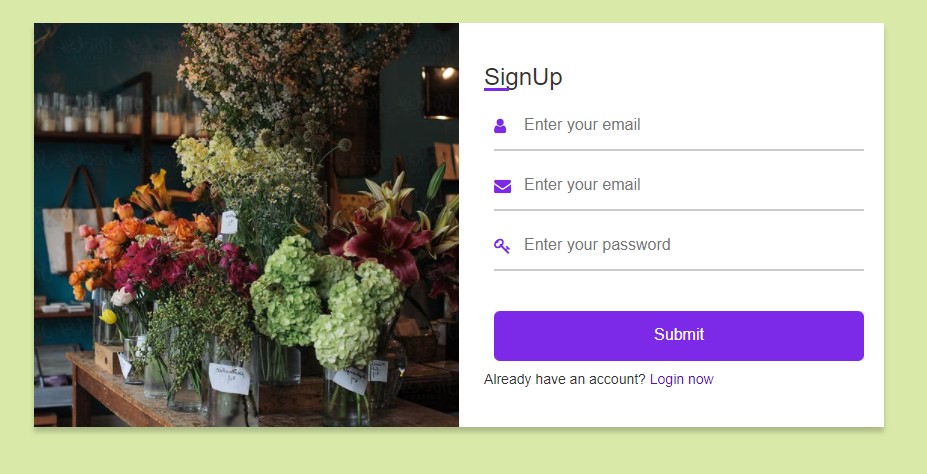 SignUp
Enter your email
Enter your email
Enter your password
Submit
Already have an account? Login now